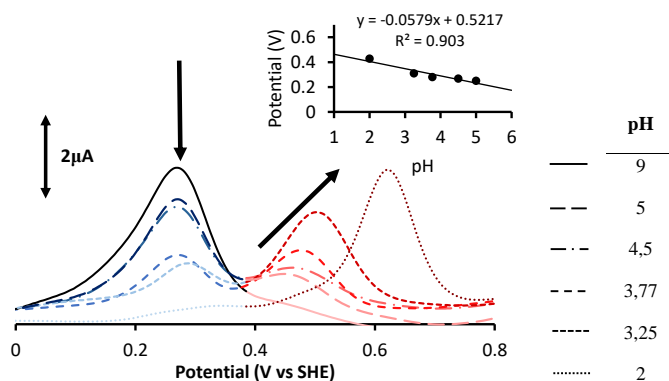 y = -0.0579x + 0.5217
R² = 0.903
Potential (V)
0.6
0.4
0.2
0
1 2 3 4 5 6
pH
2µA
0 0.2 0.4 0.6 0.8
Potential (V vs SHE)
pH
9
5
4,5
3,77
3,25
2